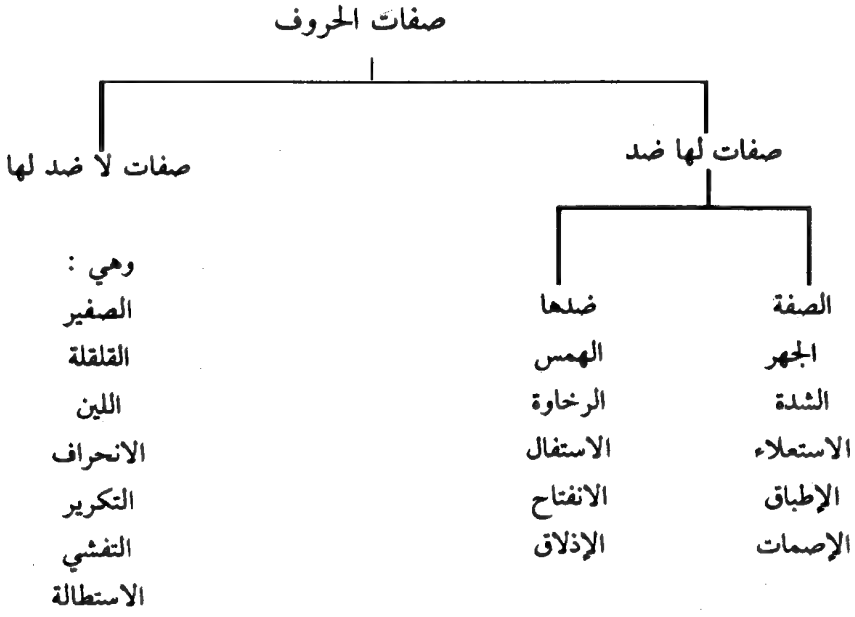 صفات الحروف
صفات لها ضد
صفات لا ضد لها
الصفة
الجهر
الشدة
الاستعلاء
الإطباق
الإصمات
ضدها
الهمس
الرخاوة
الاستفال
الانفتاح
الإذلاق
وهي :
الصفير
القلقلة
اللين
الانحراف
التكرير
التفشي
الاستطالة